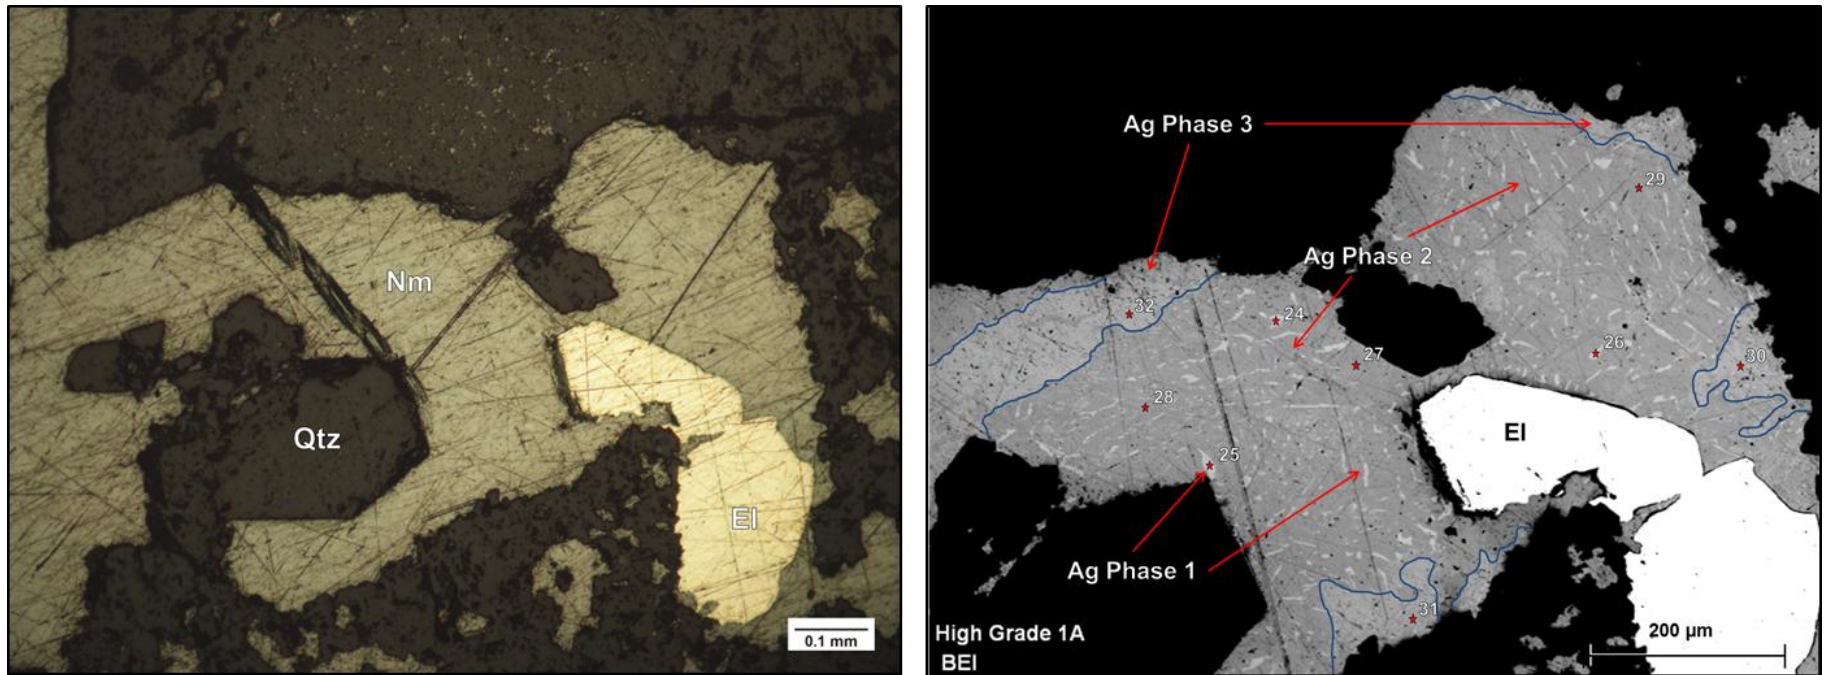 Nm
Qtz
El
0.1 mm
Ag Phase 3
29
Ag Phase 2
32
24
27
26
30
28
El
25
Ag Phase 1
31
High Grade 1A
BEI
200 µm